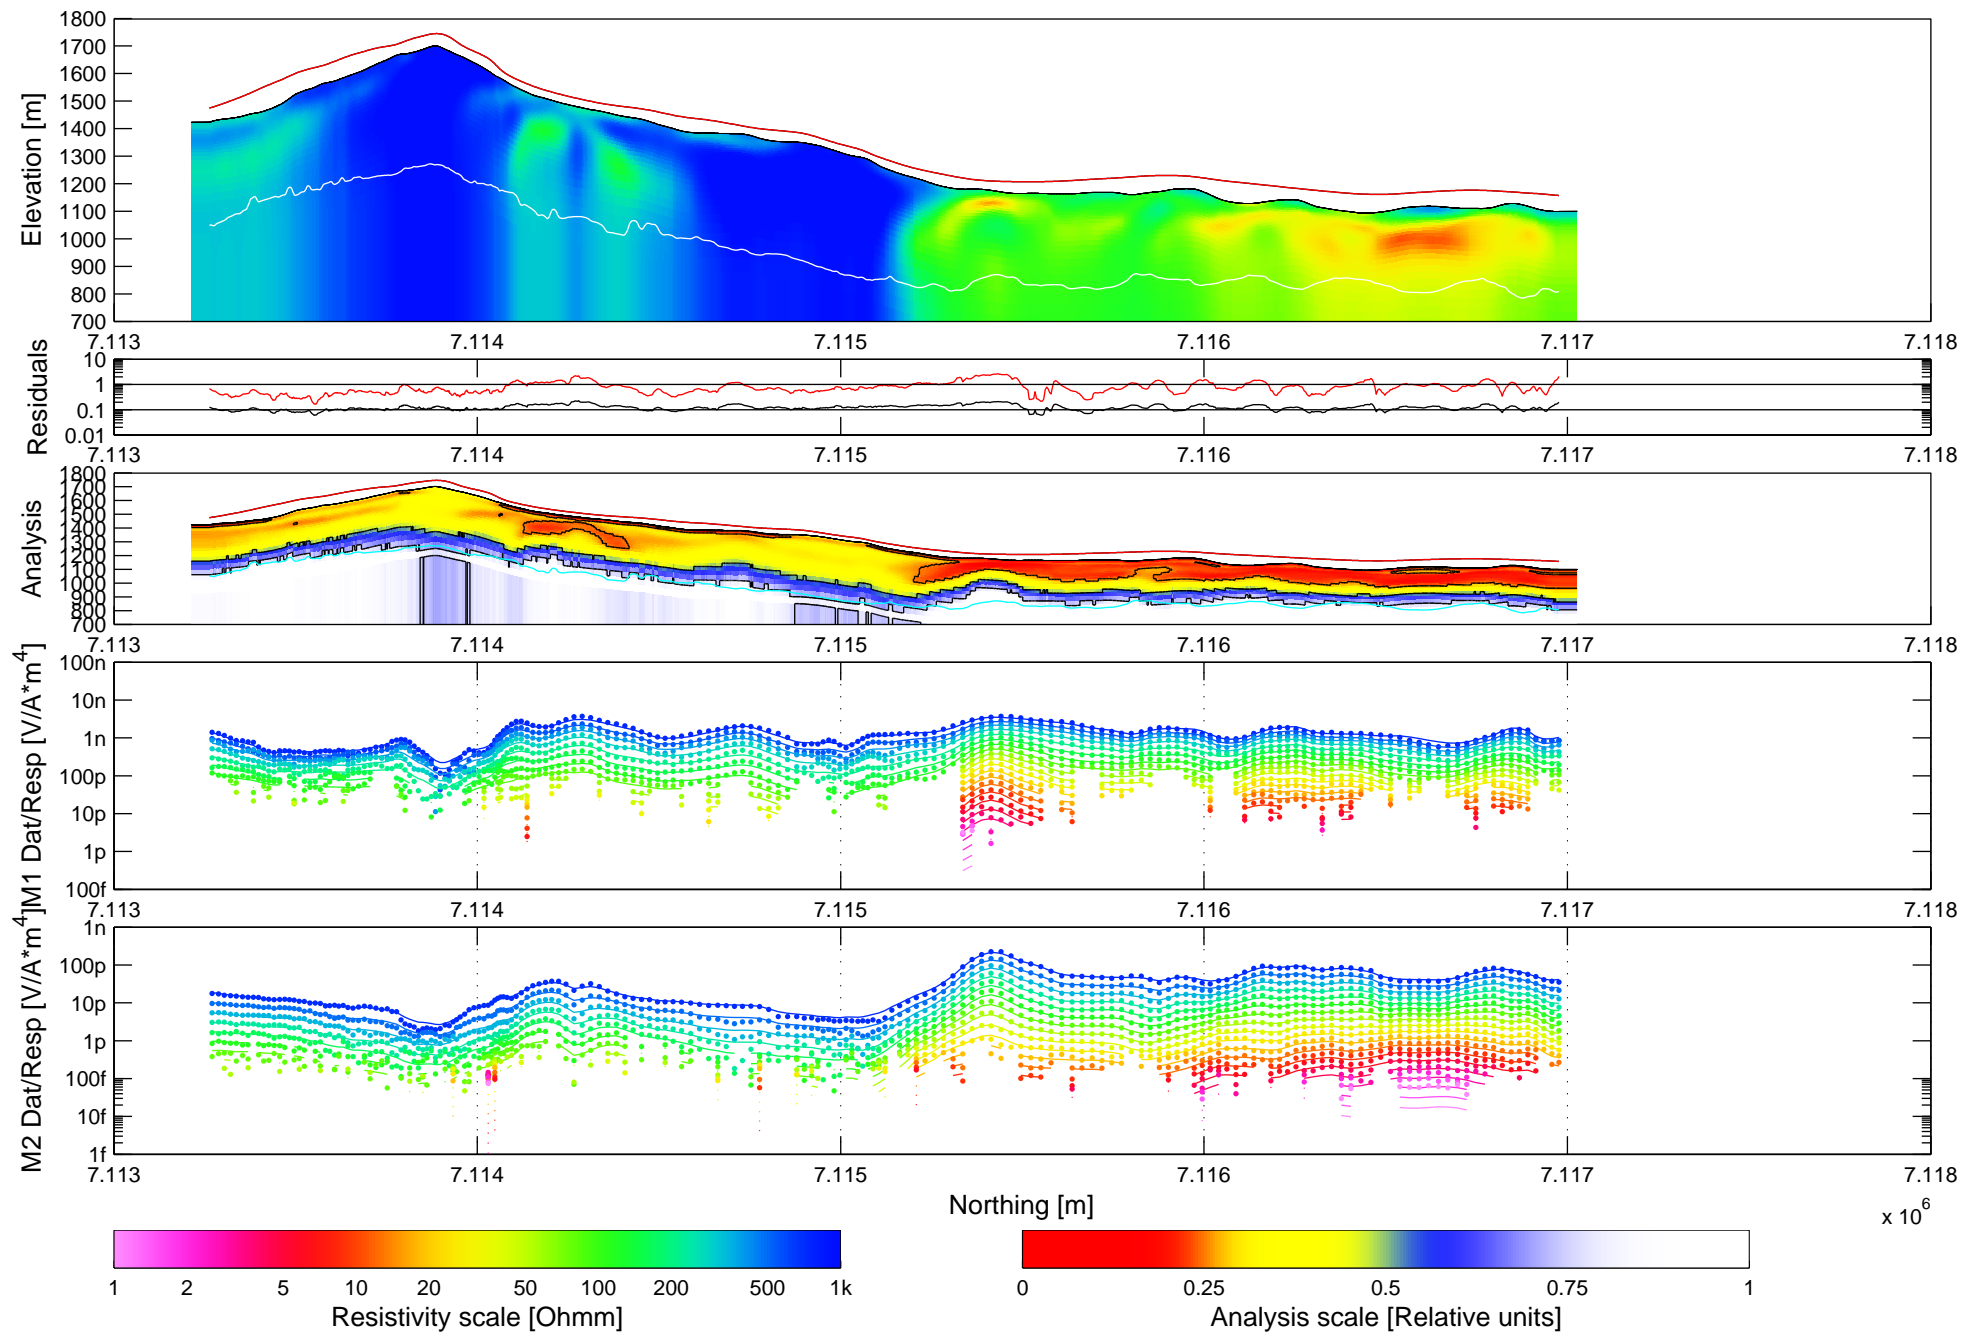 1800
1700
1600
1500
1400
1300
1200
1100
1000
900
800
700
Elevation [m]
7.113 7.114 7.115 7.116 7.117 7.118
10
1
0.1
0.01
Residuals
7.113 7.114 7.115 7.116 7.117 7.118
1800
1700
1600
1500
1400
1300
1200
1100
1000
900
800
700
Analysis
7.113 7.114 7.115 7.116 7.117 7.118
100n
10n
1n
100p
10p
1p
100f
M1 Dat/Resp [V/A*m4]
7.113 7.114 7.115 7.116 7.117 7.118
1n
100p
10p
1p
100f
10f
1f
M2 Dat/Resp [V/A*m4]
7.113 7.114 7.115 7.116 7.117 7.118
Northing [m]
x 106
1 2 5 10 20 50 100 200 500 1k
Resistivity scale [Ohmm]
0 0.25 0.5 0.75 1
Analysis scale [Relative units]